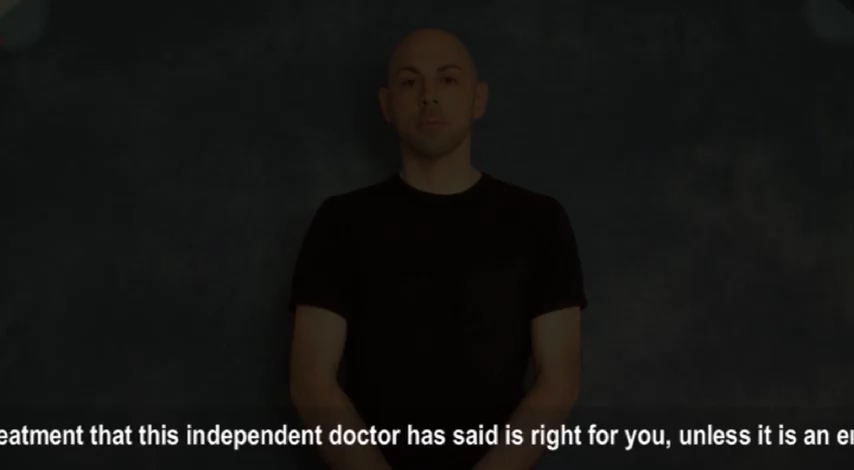 eatment that this independent doctor has said is right for you, unless it is an e